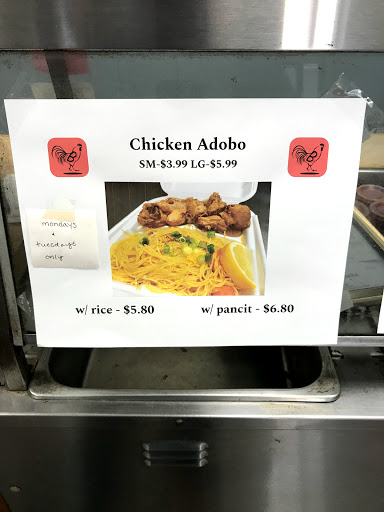 Chicken Adobo
SM-$3.99 LG-$5.99
mondays
+
tuesdays
only
w/ rice - $5.80
w/ pancit - $6.80